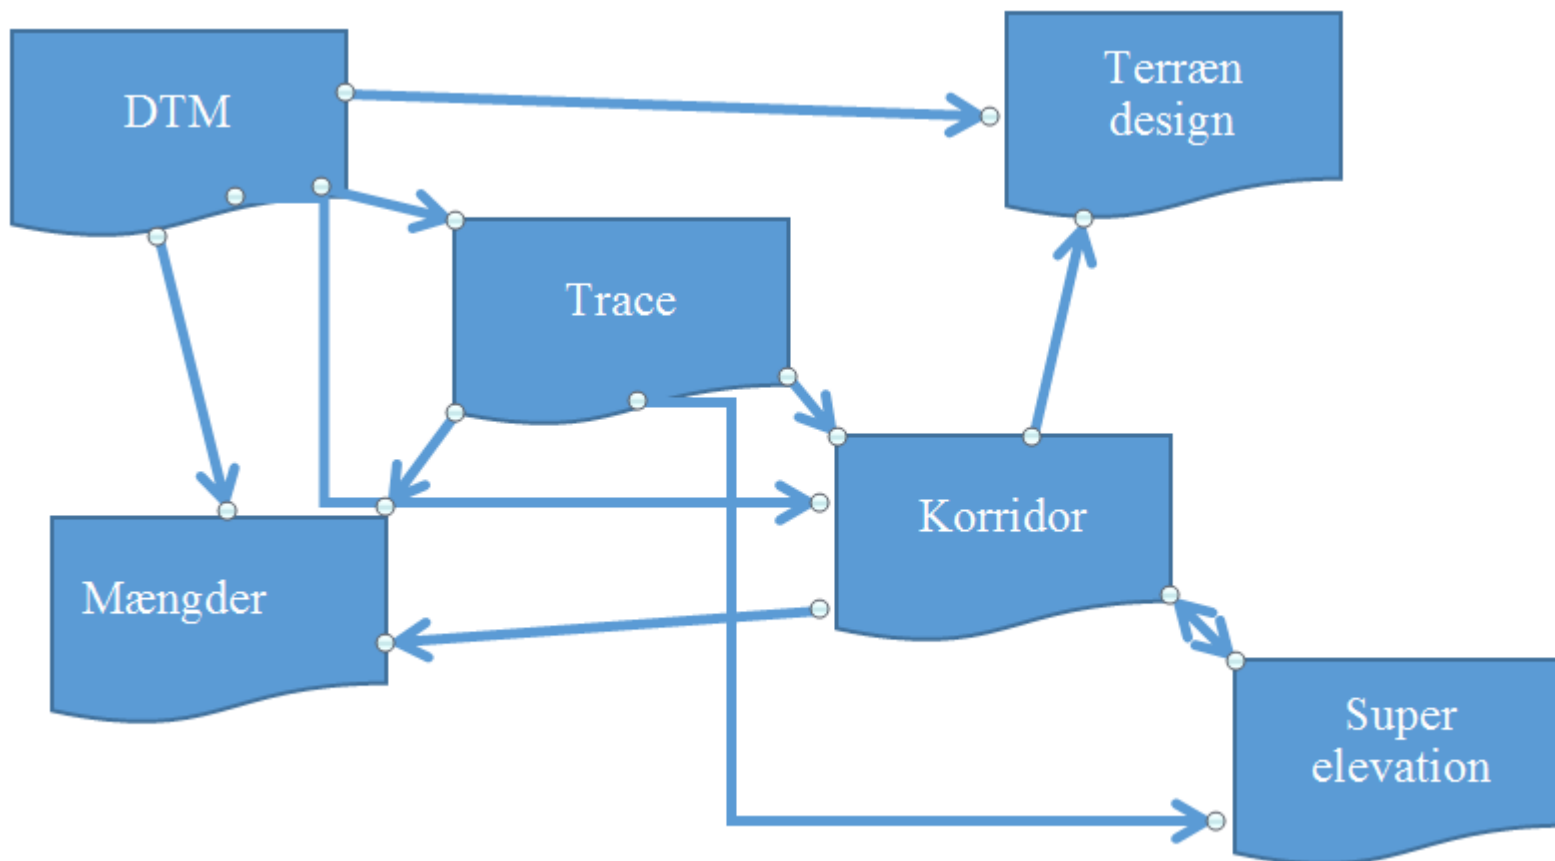 DTM
Terræn
design
Trace
Korridor
Mængder
Super
elevation